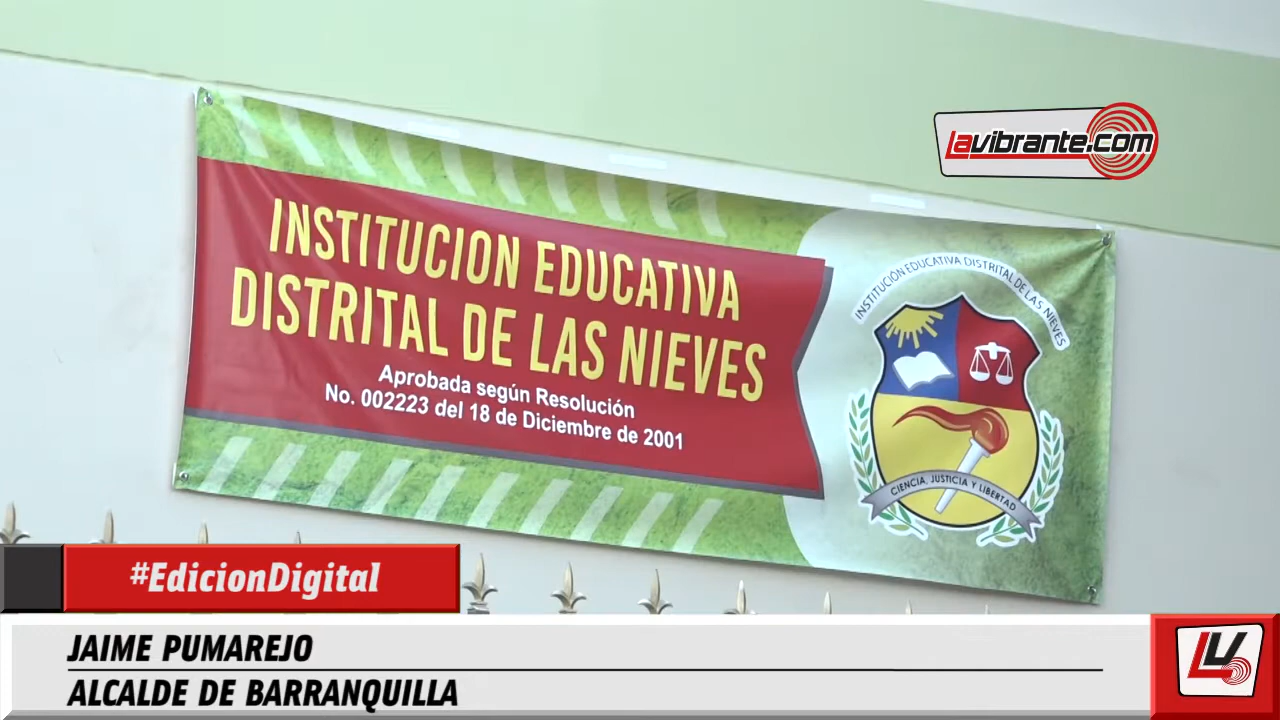 lavibrante.com
INSTITUCION EDUCATIVA
DISTRITAL DE LAS NIEVES
Aprobada según Resolución
No. 002223 del 18 de Diciembre de 2001
INSTITUCIÓN EDUCATIVA DISTRITAL DE LAS NIEVES
CIENCIA, JUSTICIA Y LIBERTAD
#EdicionDigital
JAIME PUMAREJO
ALCALDE DE BARRANQUILLA
LV